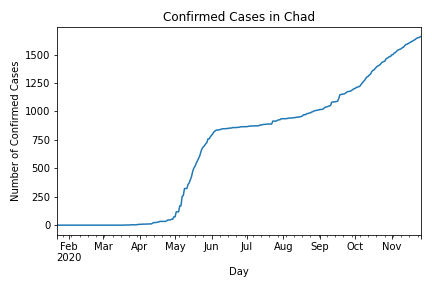 Confirmed Cases in Chad
Number of Confirmed Cases
1500
1250
1000
750
500
250
0
Feb Mar Apr May Jun Jul Aug Sep Oct Nov
2020
Day